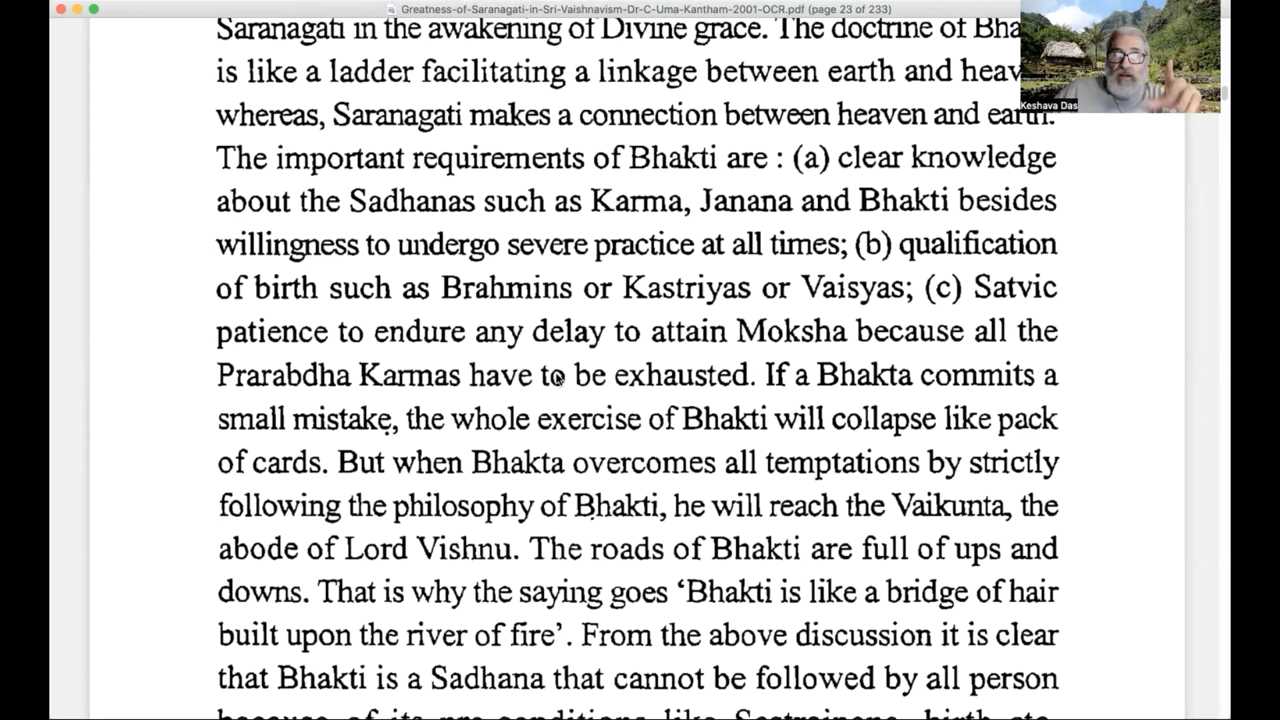 Greatness-of-Saranagati-in-Sri-Vaishnavism-Dr-C-Uma-Kantham-2001-OCR.pdf (page 23 of 233)
Saranagati in the awakening of Divine grace. The doctrine of
is like a ladder facilitating a linkage between earth and
whereas, Saranagati makes a connection between heaven and earth.
Keshava Das
The important requirements of Bhakti are : (a) clear knowledge
about the Sadhanas such as Karma, Janana and Bhakti besides
willingness to undergo severe practice at all times; (b) qualification
of birth such as Brahmins or Kastriyas or Vaisyas; (c) Satvic
patience to endure any delay to attain Moksha because all the
Prarabdha Karmas have to be exhausted. If a Bhakta commits a
small mistake, the whole exercise of Bhakti will collapse like pack
of cards. But when Bhakta overcomes all temptations by strictly
following the philosophy of Bhakti, he will reach the Vaikunta, the
abode of Lord Vishnu. The roads of Bhakti are full of ups and
downs. That is why the saying goes ‘Bhakti is like a bridge of hair
built upon the river of fire’. From the above discussion it is clear
that Bhakti is a Sadhana that cannot be followed by all person